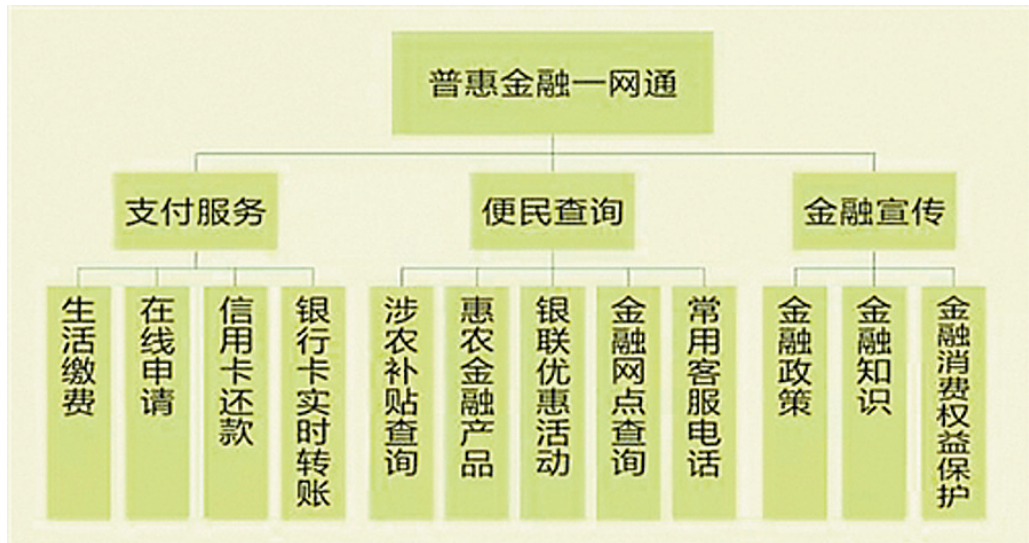 普惠金融一网通
支付服务
便民查询
金融宣传
生活缴费
在线申请
信用卡还款
银行卡实时转账
涉农补贴查询
惠农金融产品
银联优惠活动
金融网点查询
常用客服电话
金融政策
金融知识
金融消费权益保护